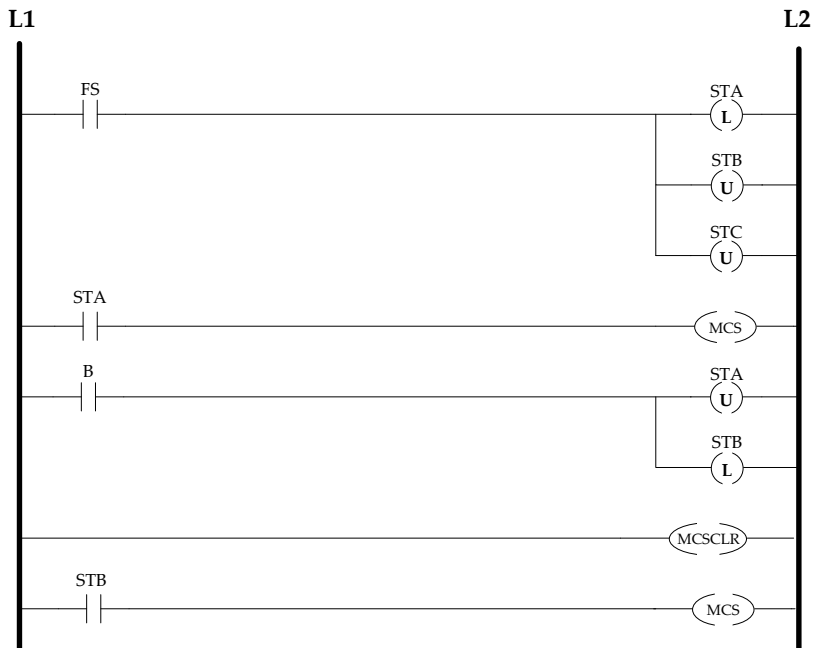 L1 L2
FS STA
L
STB
U
STC
U
STA
MCS
B STA
U
STB
L
MCSCLR
STB
MCS